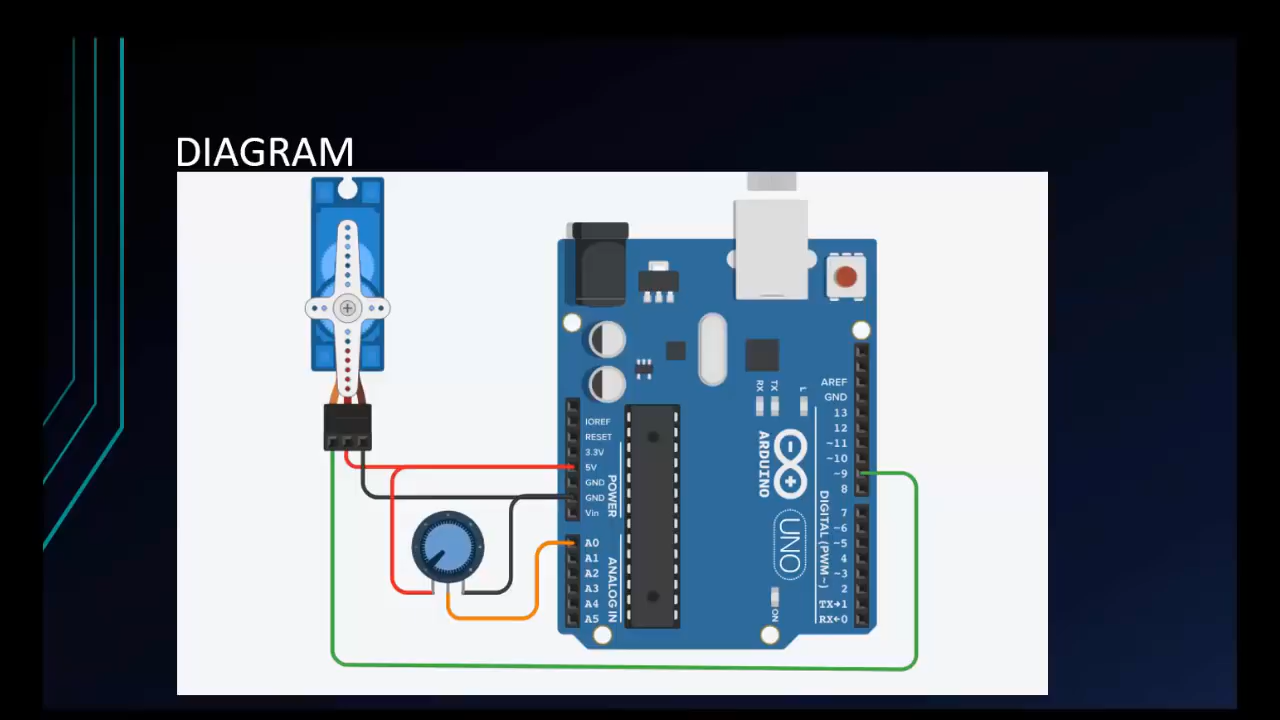 DIAGRAM
AREF
GND
13
12
~11
~10
~9
8
7
~6
~5
4
~3
2
TX→1
RX←0
DIGITAL (PWM~)
IOREF
RESET
3.3V
5V
GND
GND
Vin
POWER
A0
A1
A2
A3
A4
A5
ANALOG IN
RX
TX
L
ARDUINO
UNO
ON